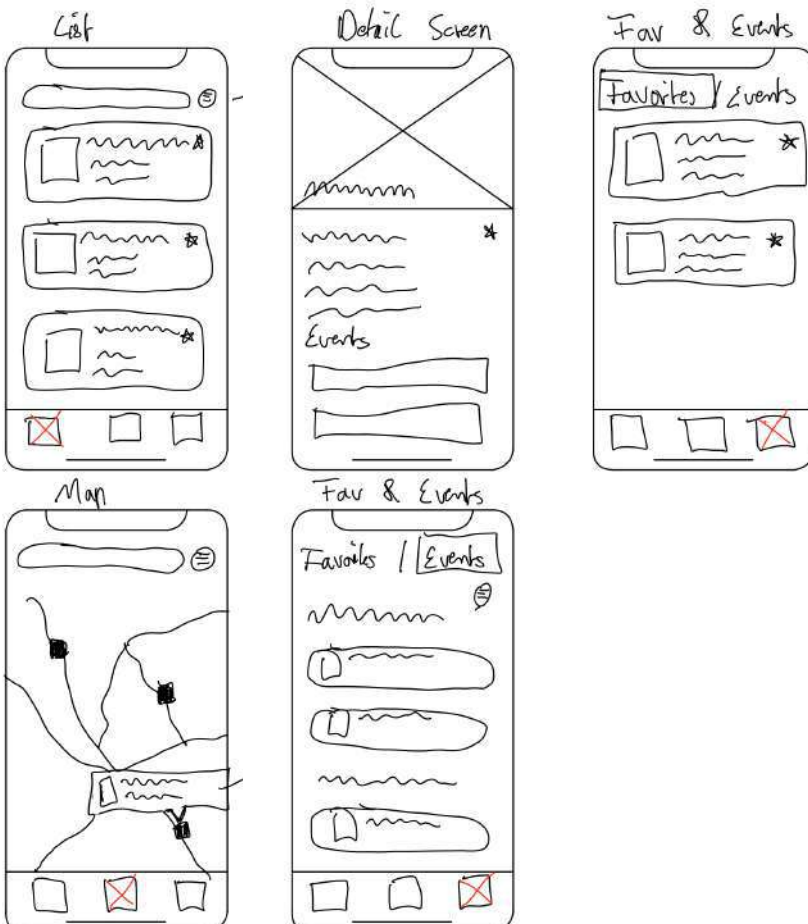 List
Detail Screen
Fav & Events
Favorites / Events
Events
Map
Fav & Events
Favorites / Events